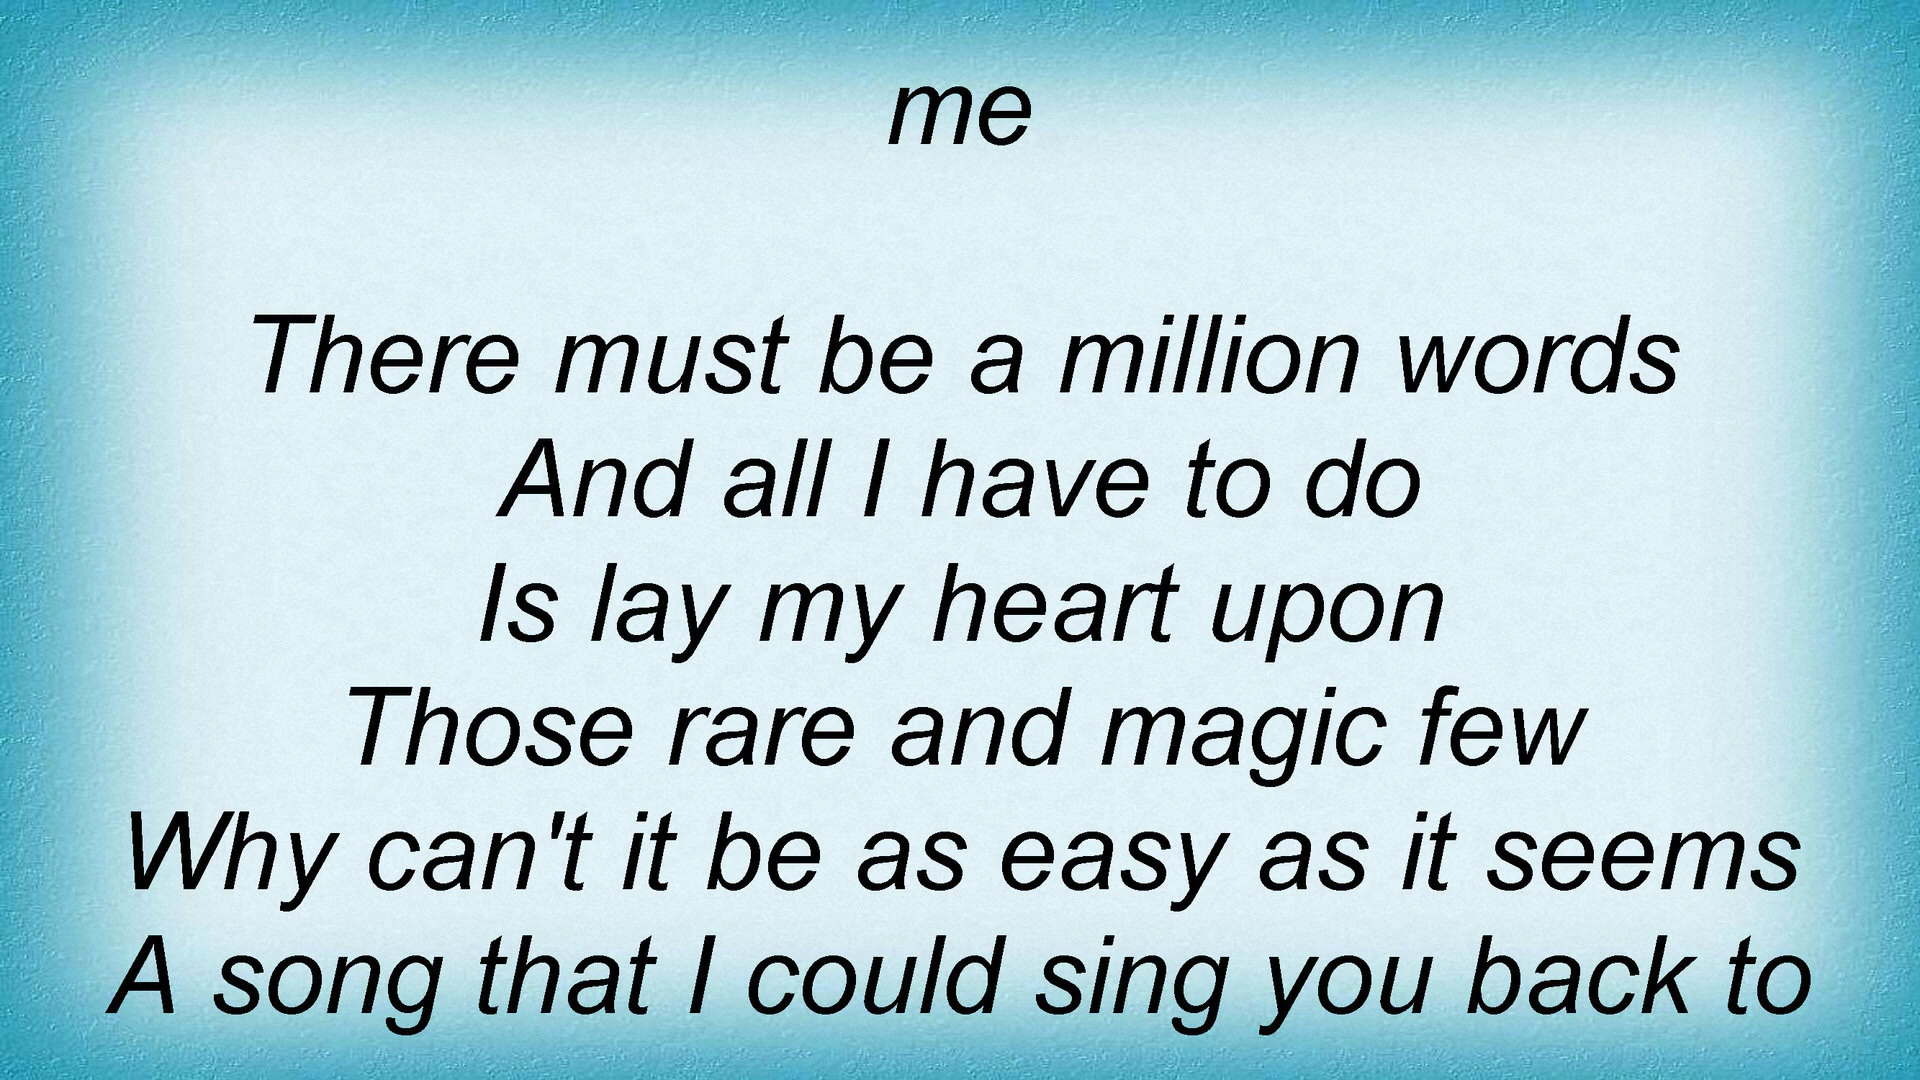 me
There must be a million words
And all I have to do
Is lay my heart upon
Those rare and magic few
Why can't it be as easy as it seems
A song that I could sing you back to